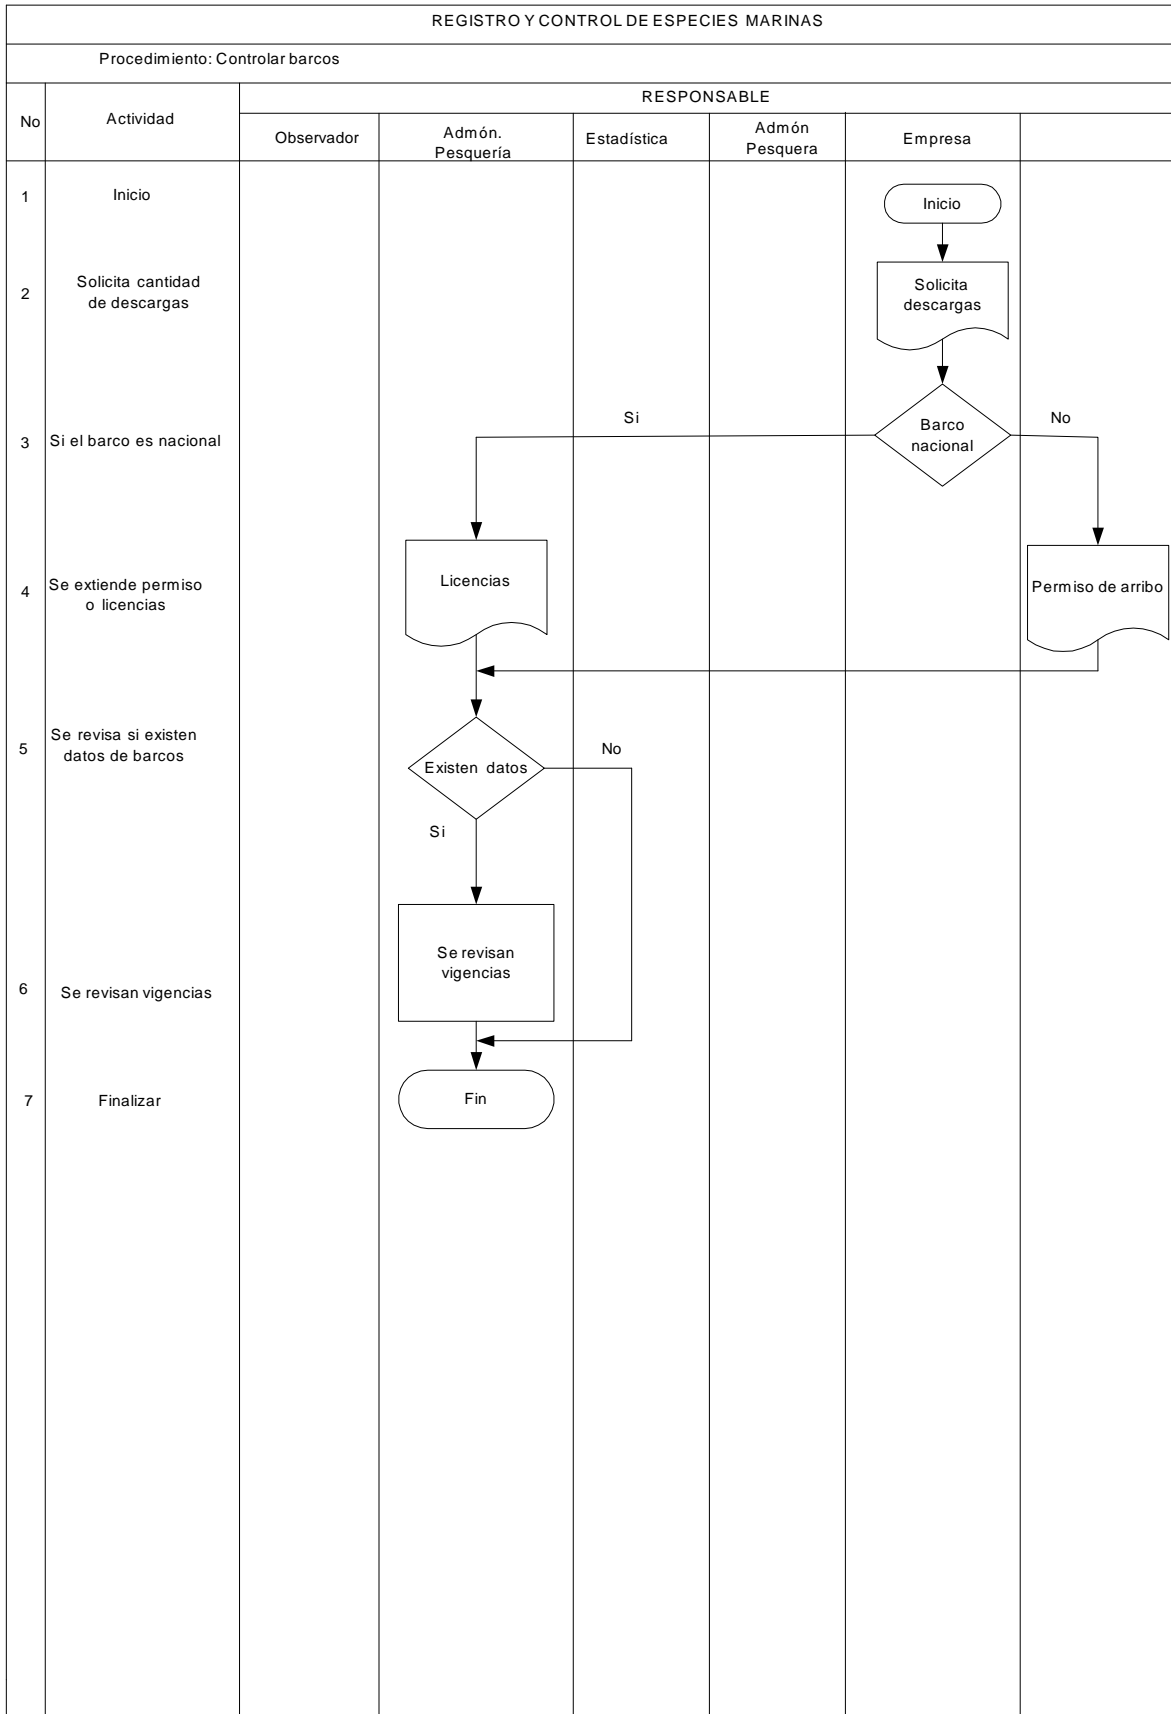 REGISTRO Y CONTROL DE ESPECIES MARINAS
Procedimiento: Controlar barcos
No
Actividad
RESPONSABLE
Observador
Admón.
Pesquería
Estadística
Admón
Pesquera
Empresa
1
Inicio
Inicio
2
Solicita cantidad
de descargas
Solicita
descargas
3
Si el barco es nacional
Si
Barco
nacional
No
4
Se extiende permiso
o licencias
Licencias
Permiso de arribo
5
Se revisa si existen
datos de barcos
Existen datos
No
Si
6
Se revisan vigencias
Se revisan
vigencias
7
Finalizar
Fin